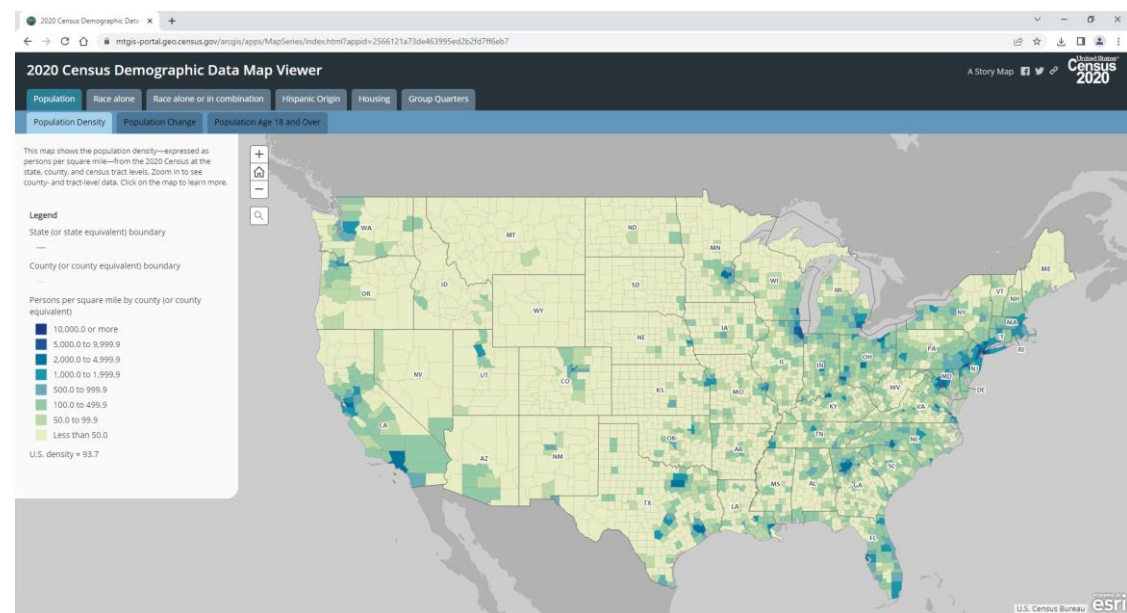 2020 Census Demographic Data
mtgis-portal.geo.census.gov/arcgis/apps/MapSeries/index.html?appid=2566121a73de463995ed2b2fd7ff6eb7
2020 Census Demographic Data Map Viewer
A Story Map
United States®
Census
2020
Population
Race alone
Race alone or in combination
Hispanic Origin
Housing
Group Quarters
Population Density
Population Change
Population Age 18 and Over
This map shows the population density—expressed as
persons per square mile—from the 2020 Census at the
state, county, and census tract levels. Zoom in to see
county- and tract-level data. Click on the map to learn more.
Legend
State (or state equivalent) boundary
County (or county equivalent) boundary
Persons per square mile by county (or county
equivalent)
10,000.0 or more
5,000.0 to 9,999.9
2,000.0 to 4,999.9
1,000.0 to 1,999.9
500.0 to 999.9
100.0 to 499.9
50.0 to 99.9
Less than 50.0
U.S. density = 93.7
WA
MT
ND
MN
ME
OR
ID
SD
WI
MI
VT
NH
NY
MA
WY
IA
CT
RI
NE
PA
NJ
NV
UT
CO
IL
IN
OH
MD
DE
KS
MO
WV
VA
KY
CA
AZ
NM
OK
AR
TN
NC
SC
MS
AL
GA
TX
LA
FL
U.S. Census Bureau
POWERED BY
esri